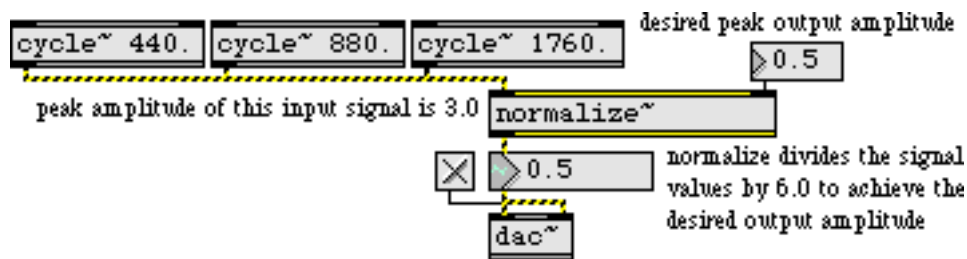 desired peak output amplitude
cycle~ 440. cycle~ 880. cycle~ 1760.
0.5
peak amplitude of this input signal is 3.0
normalize~
0.5
normalize divides the signal
values by 6.0 to achieve the
desired output amplitude
dac~